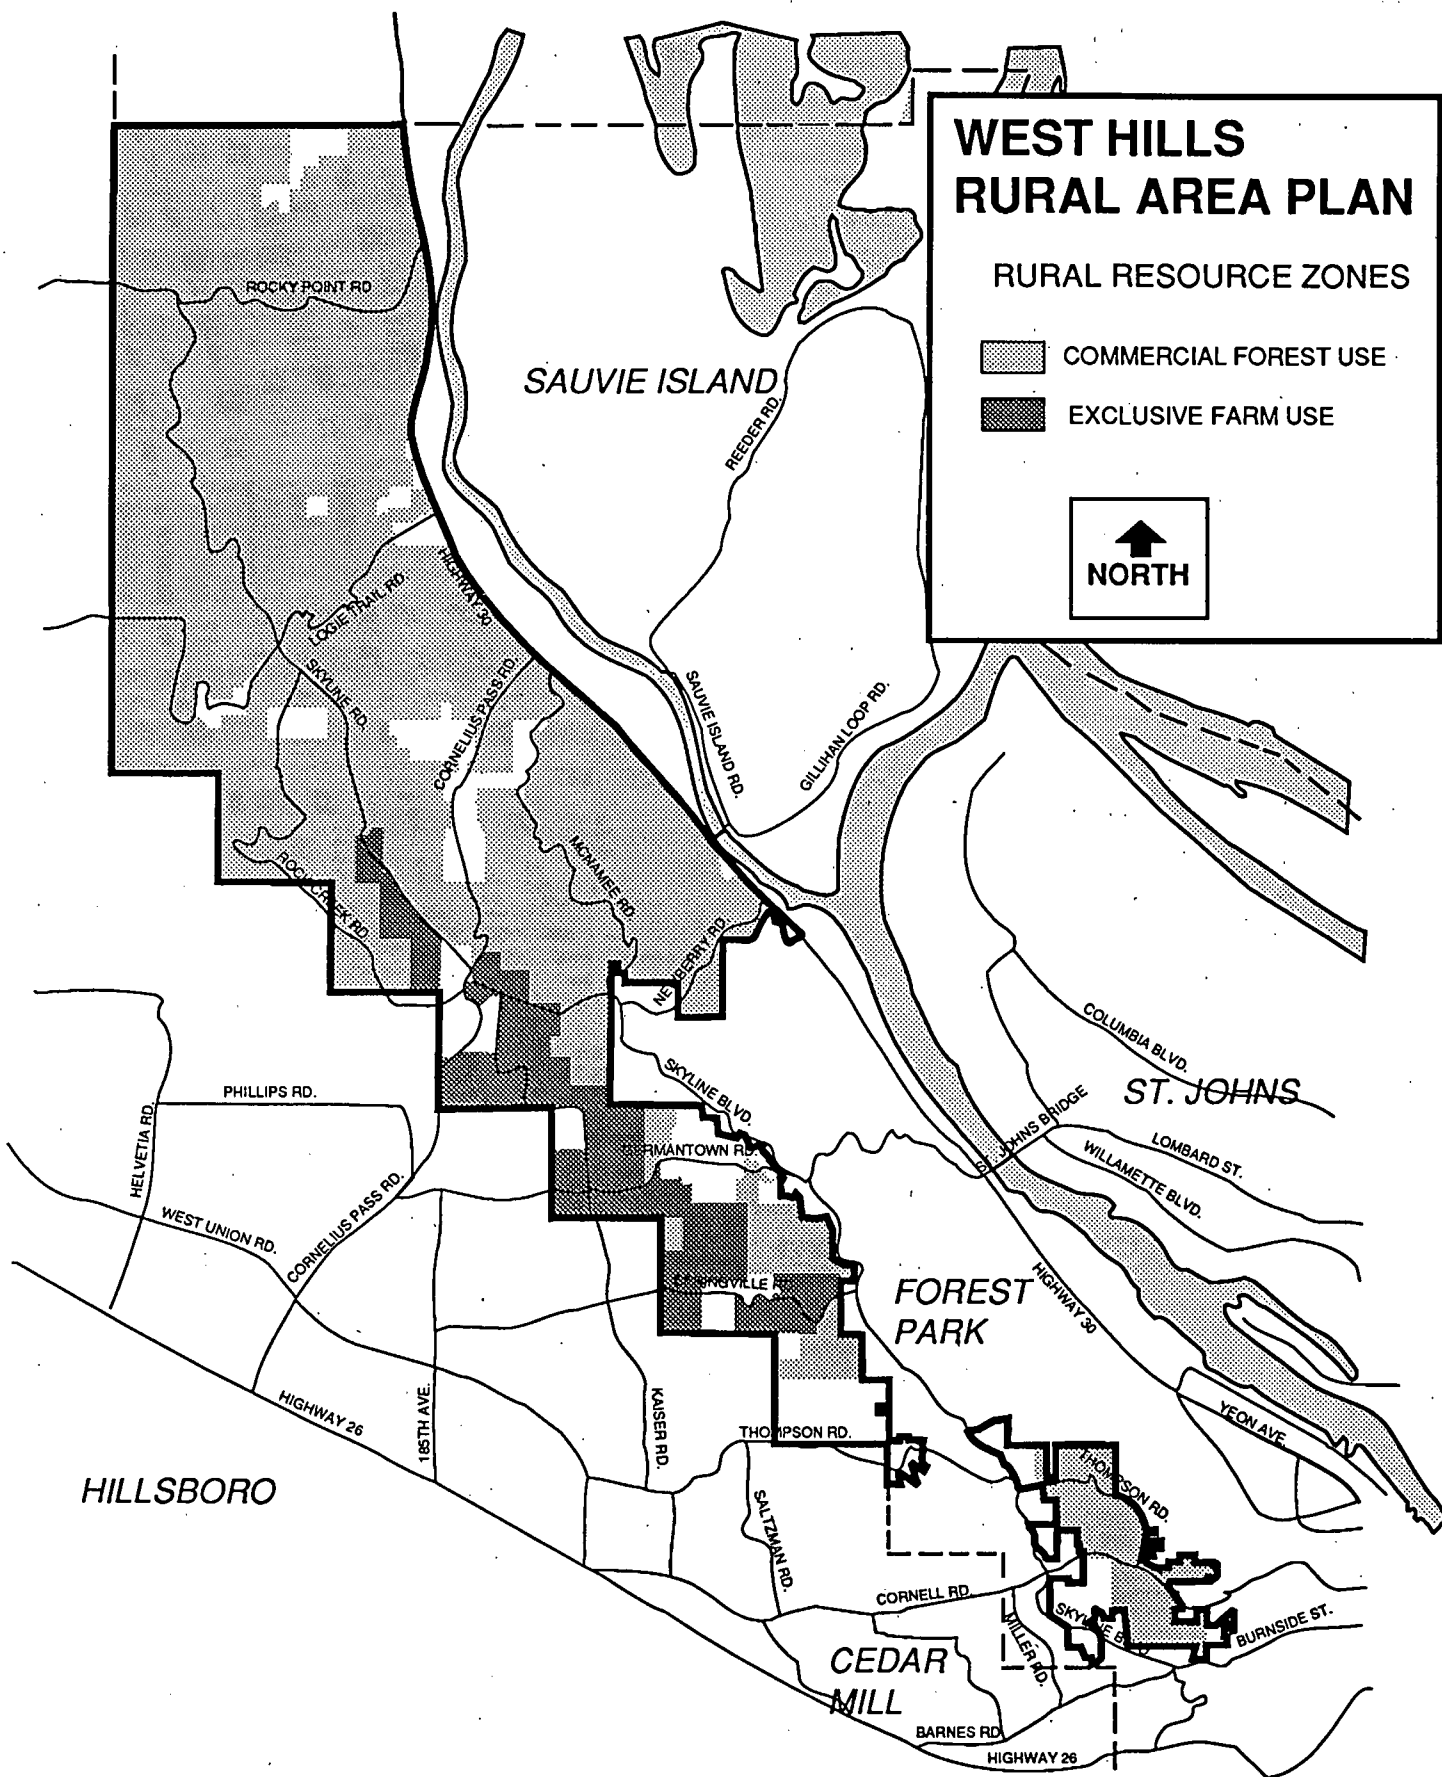 WEST HILLS
RURAL AREA PLAN
RURAL RESOURCE ZONES
COMMERCIAL FOREST USE
EXCLUSIVE FARM USE
NORTH
ROCKY POINT RD
SAUVIE ISLAND
REEDER RD.
HIGHWAY 30
LOGIE TRAIL RD.
SKYLINE RD.
CORNELIUS PASS RD.
SAUVIE ISLAND RD.
GILLIHAN LOOP RD.
MCNAMEE RD.
ROCK CREEK RD.
NEWBERRY RD.
COLUMBIA BLVD.
ST. JOHNS
SKYLINE BLVD.
PHILLIPS RD.
HELVETIA RD.
ST. JOHNS BRIDGE
LOMBARD ST.
WILLAMETTE BLVD.
GERMANTOWN RD.
WEST UNION RD.
CORNELIUS PASS RD.
SPRINGVILLE RD.
FOREST
PARK
HIGHWAY 30
HIGHWAY 26
185TH AVE.
KAISER RD.
THOMPSON RD.
YEON AVE.
HILLSBORO
THOMPSON RD.
SALTZMAN RD.
CORNELL RD.
MILLER RD.
SKYLINE BLVD.
BURNSIDE ST.
CEDAR
MILL
BARNES RD.
HIGHWAY 26